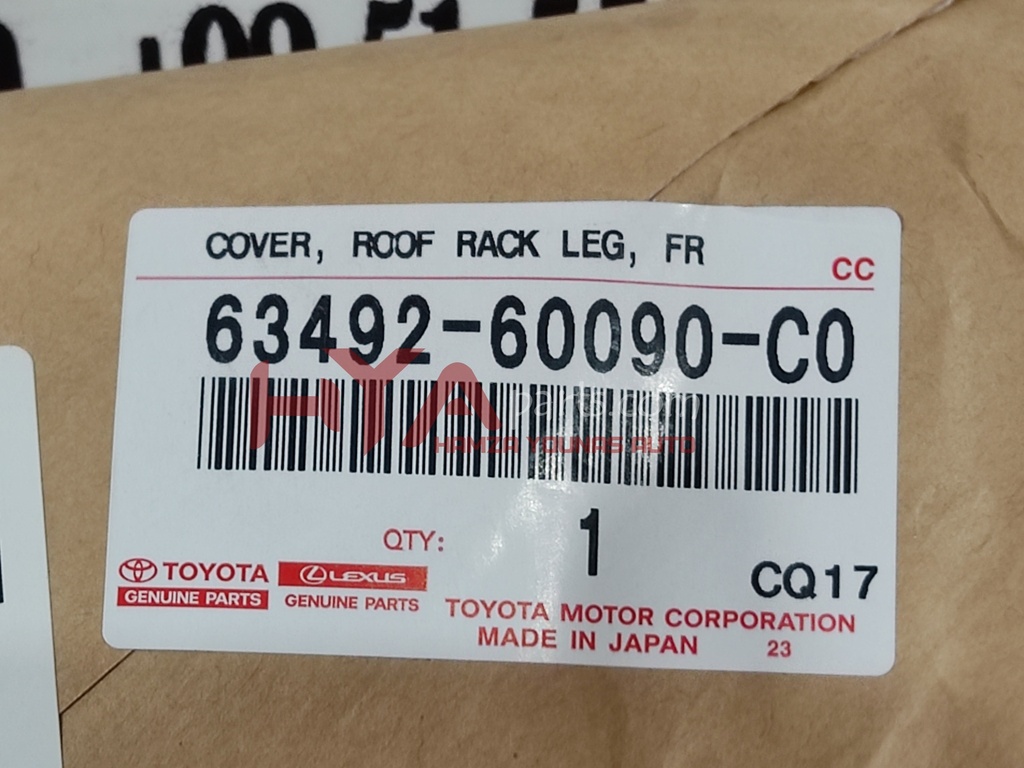 COVER, ROOF RACK LEG, FR
CC
63492-60090-C0
HYA parts.com
HAMZA YOUNAS AUTO
QTY: 1
CQ17
TOYOTA
GENUINE PARTS
LEXUS
GENUINE PARTS
TOYOTA MOTOR CORPORATION
MADE IN JAPAN 23